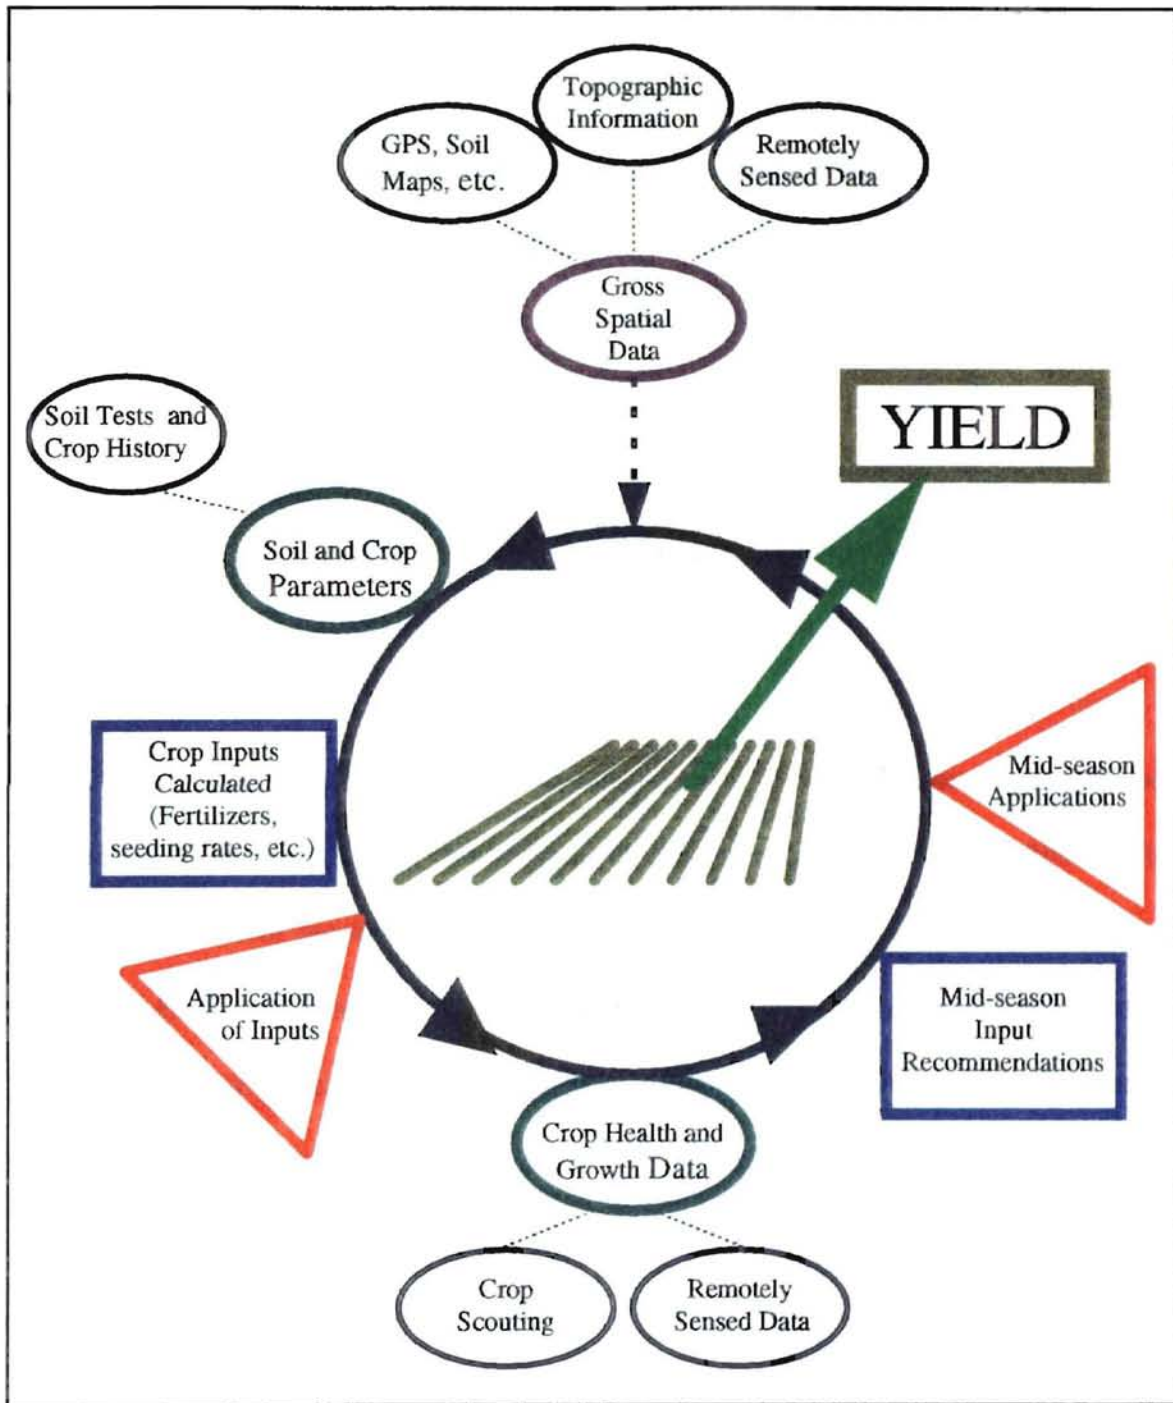 Topographic
Information
GPS, Soil
Maps, etc.
Remotely
Sensed Data
Gross
Spatial
Data
YIELD
Soil Tests and
Crop History
Soil and Crop
Parameters
Crop Inputs
Calculated
(Fertilizers,
seeding rates, etc.)
Mid-season
Applications
Application
of Inputs
Mid-season
Input
Recommendations
Crop Health and
Growth Data
Crop
Scouting
Remotely
Sensed Data